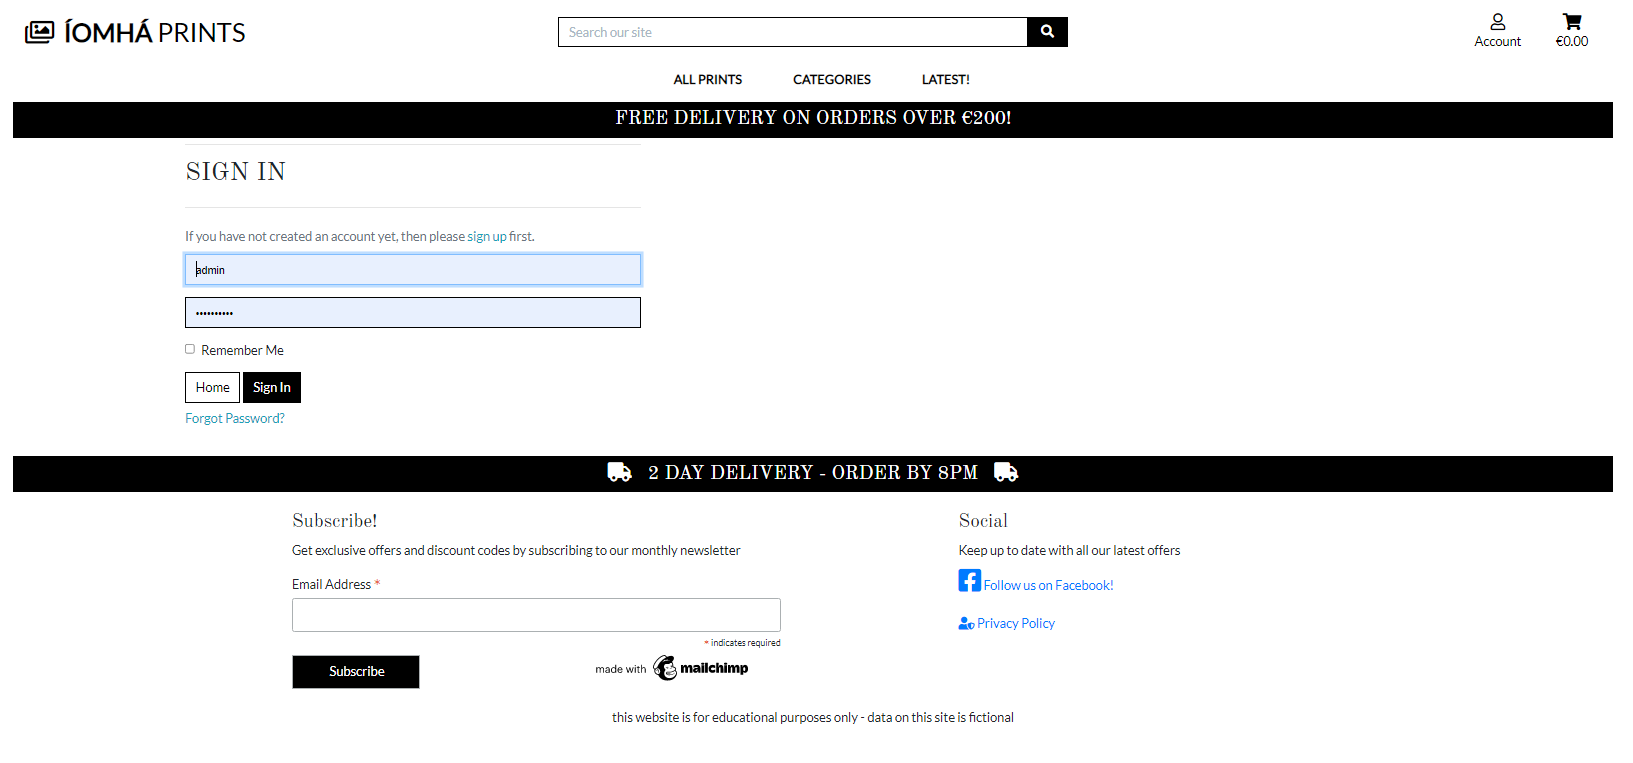 ÍOMHÁ PRINTS
Search our site
Account
€0.00
ALL PRINTS
CATEGORIES
LATEST!
FREE DELIVERY ON ORDERS OVER €200!
SIGN IN
If you have not created an account yet, then please sign up first.
admin
••••••••••
Remember Me
Home
Sign In
Forgot Password?
2 DAY DELIVERY - ORDER BY 8PM
Subscribe!
Get exclusive offers and discount codes by subscribing to our monthly newsletter
Email Address *
* indicates required
Subscribe
made with mailchimp
Social
Keep up to date with all our latest offers
Follow us on Facebook!
Privacy Policy
this website is for educational purposes only - data on this site is fictional